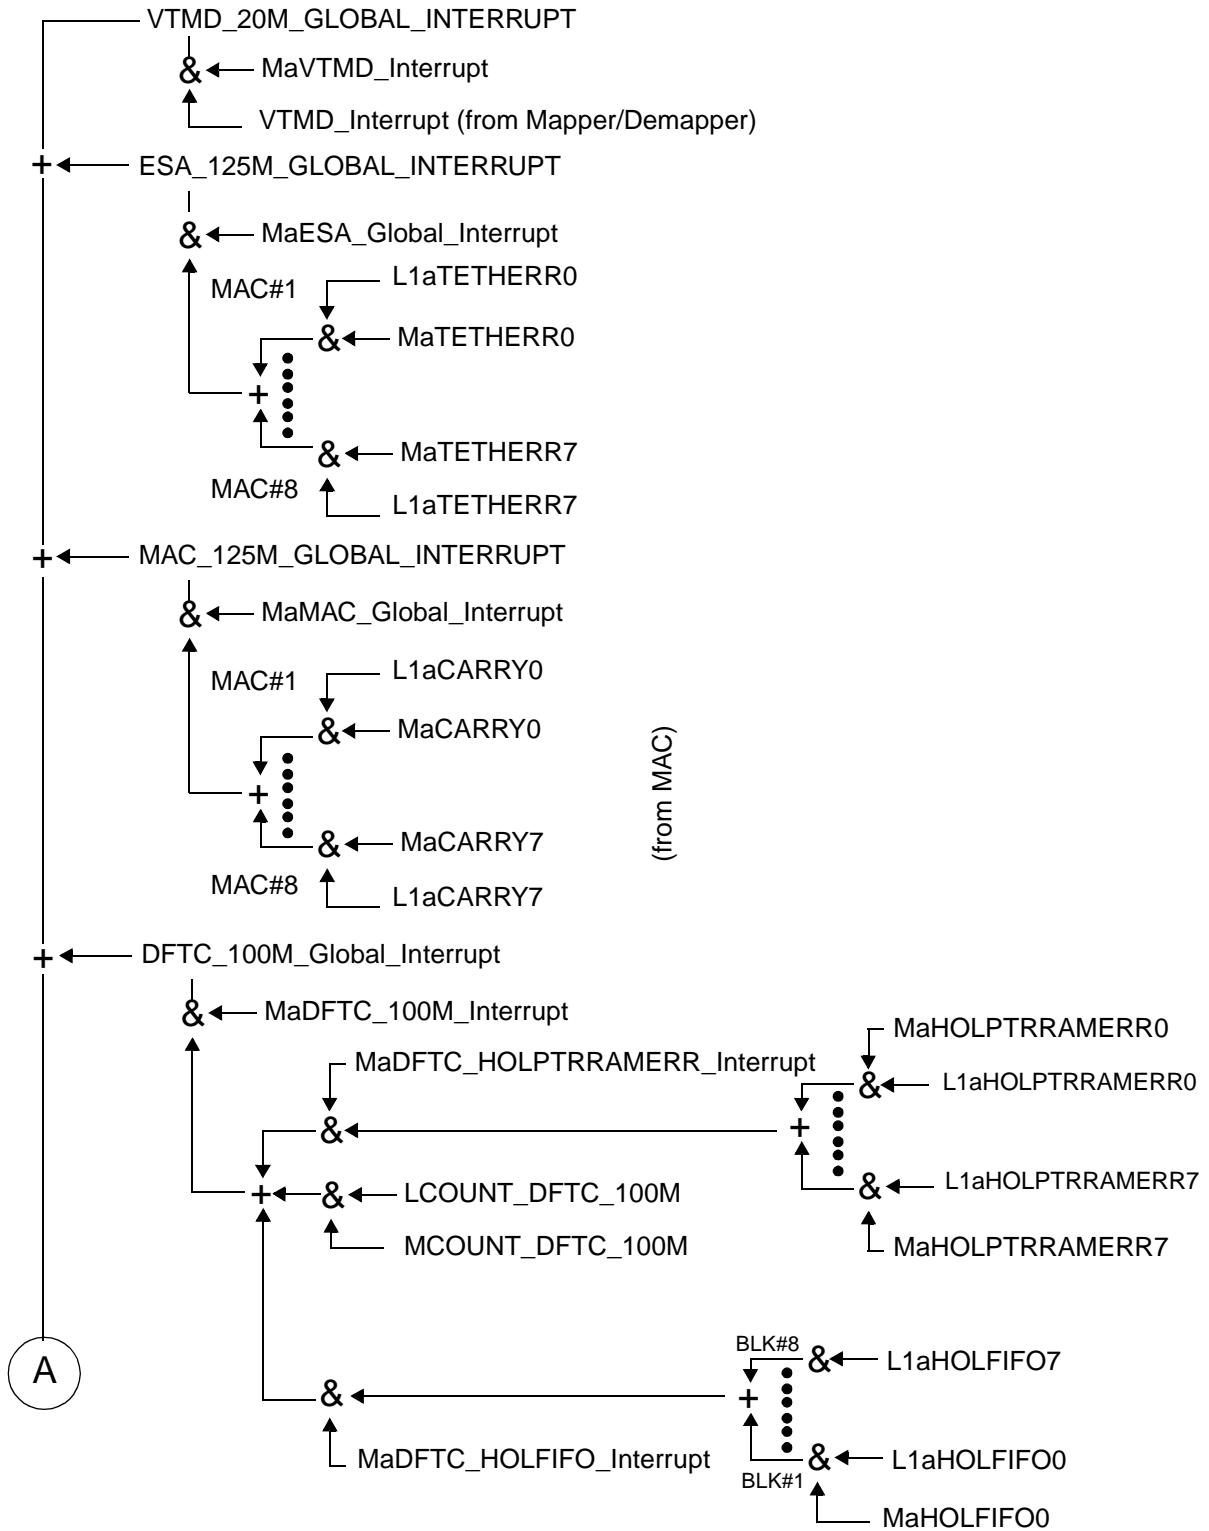 VTMD_20M_GLOBAL_INTERRUPT
& MaVTMD_Interrupt
VTMD_Interrupt (from Mapper/Demapper)
+ ESA_125M_GLOBAL_INTERRUPT
& MaESA_Global_Interrupt
MAC#1 L1aTETHERR0
& MaTETHERR0
+
& MaTETHERR7
MAC#8 L1aTETHERR7
+ MAC_125M_GLOBAL_INTERRUPT
& MaMAC_Global_Interrupt
MAC#1 L1aCARRY0
& MaCARRY0
(from MAC)
+
& MaCARRY7
MAC#8 L1aCARRY7
+ DFTC_100M_Global_Interrupt
& MaDFTC_100M_Interrupt
MaHOLPTRRAMERR0
MaDFTC_HOLPTRRAMERR_Interrupt
& L1aHOLPTRRAMERR0
& +
& L1aHOLPTRRAMERR7
+ & LCOUNT_DFTC_100M
MCOUNT_DFTC_100M
MaHOLPTRRAMERR7
BLK#8 & L1aHOLFIFO7
A
& +
MaDFTC_HOLFIFO_Interrupt
BLK#1 & L1aHOLFIFO0
MaHOLFIFO0